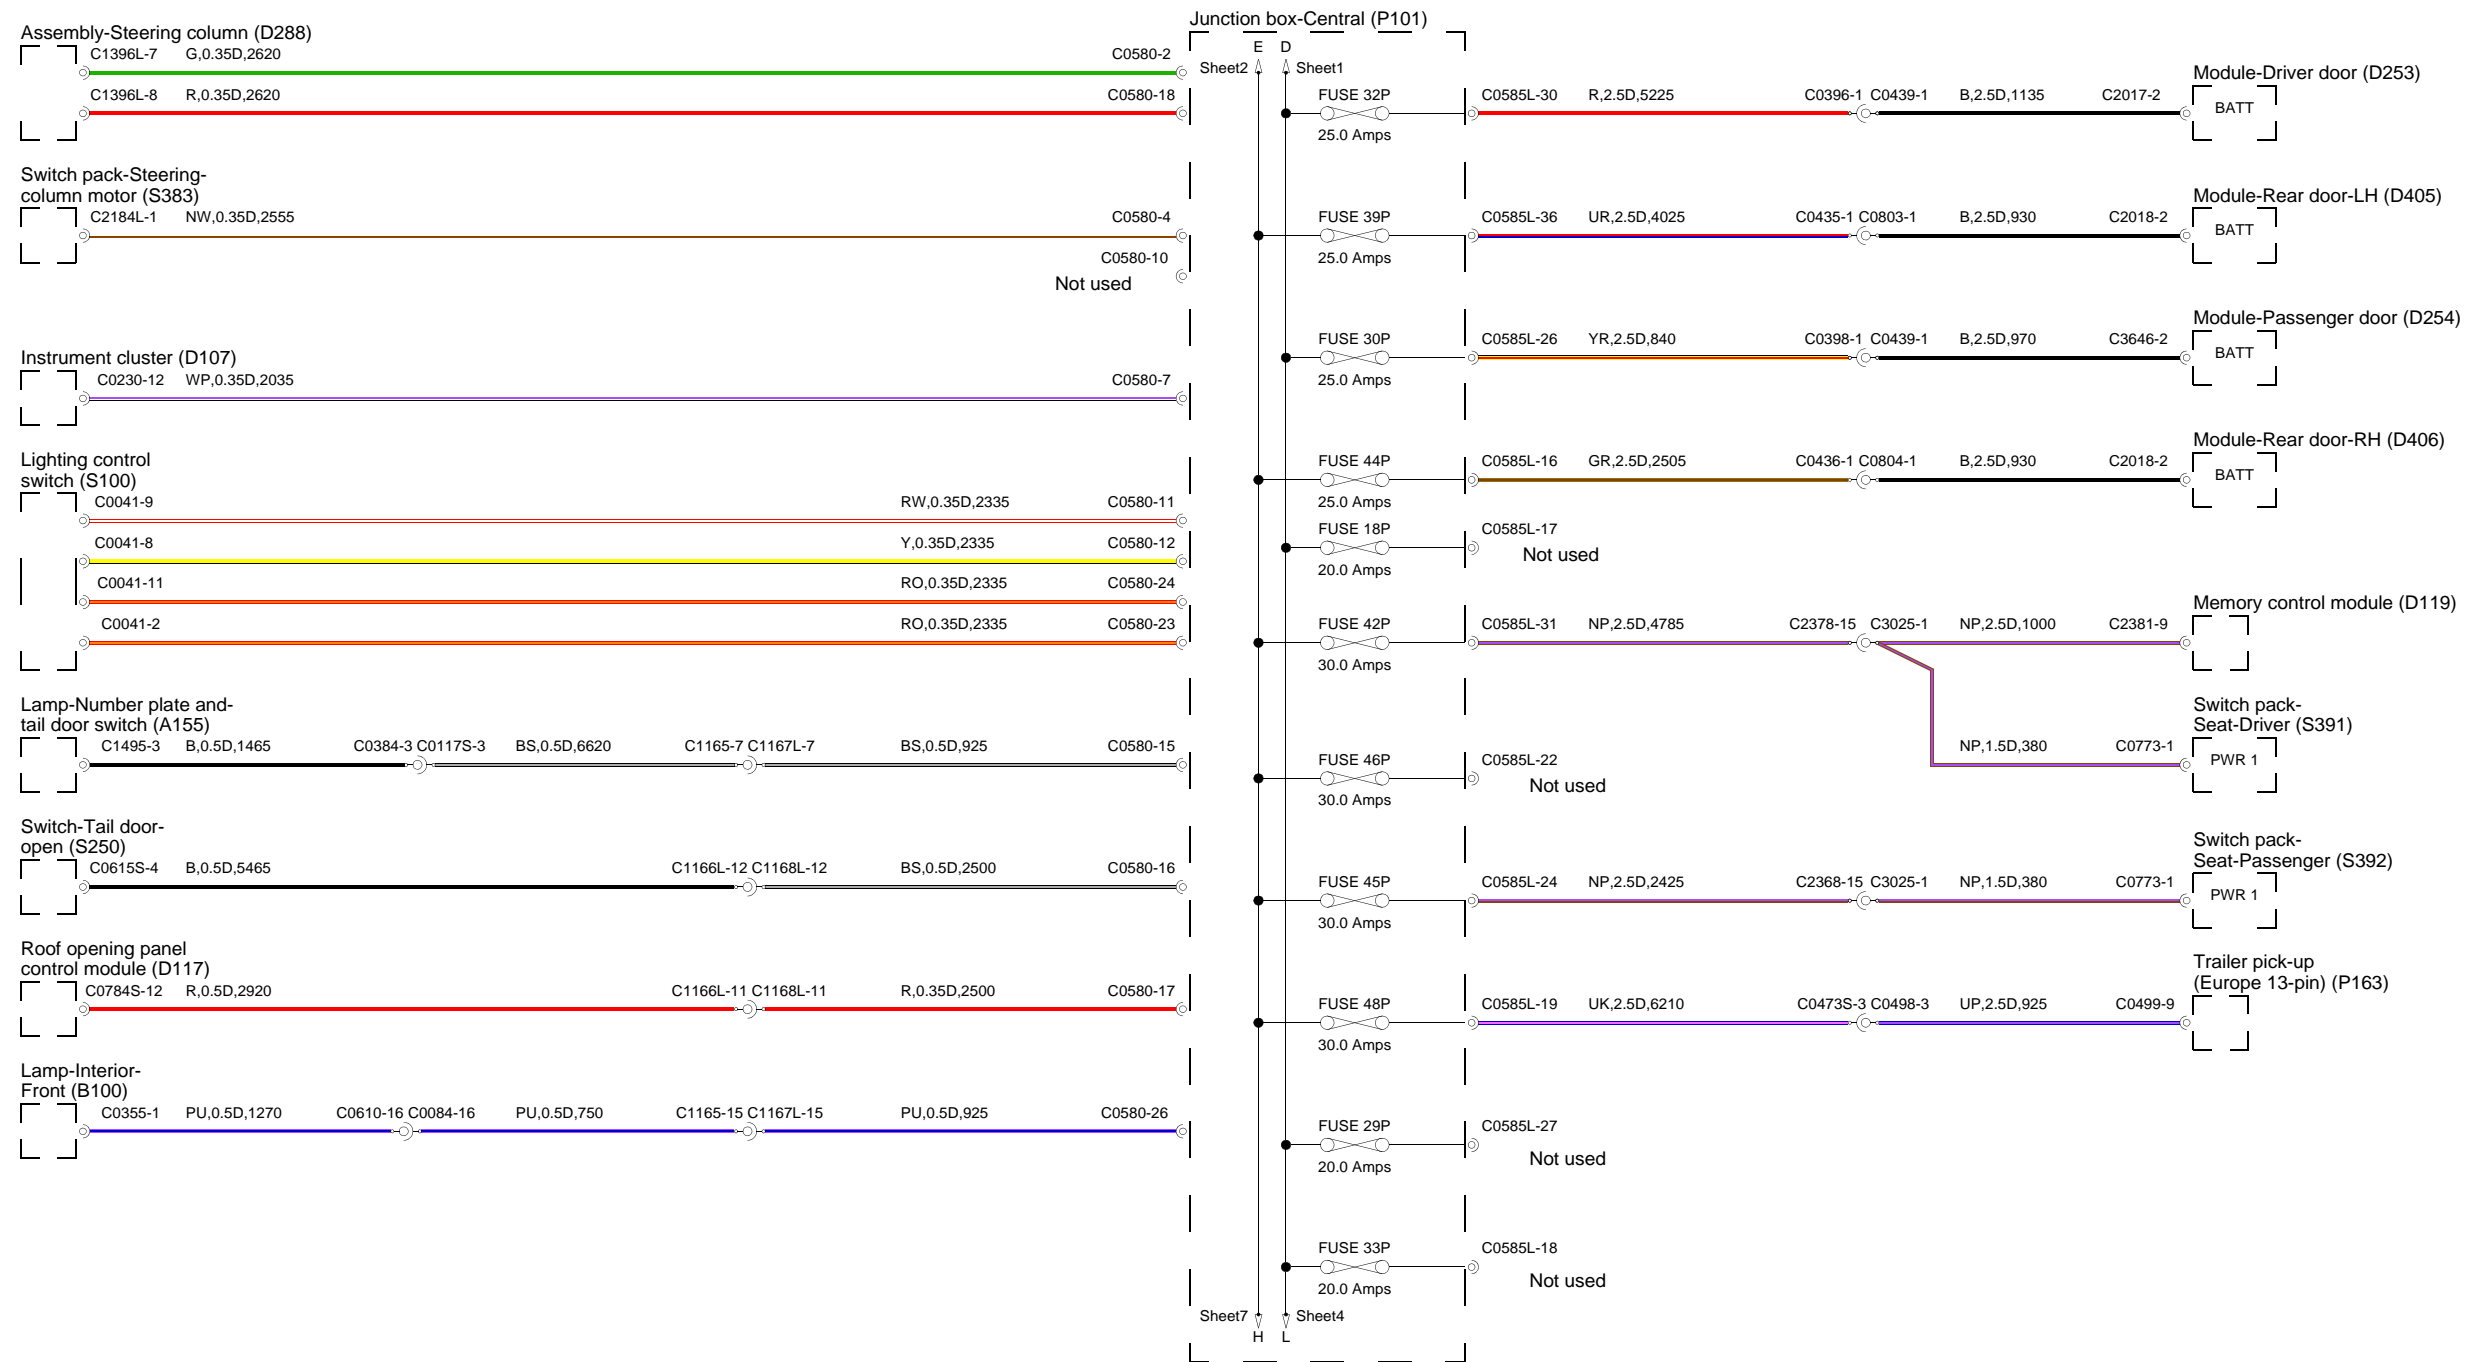 Junction box-Central (P101)
E D
Sheet2 Sheet1
Assembly-Steering column (D288)
C1396L-7 G,0.35D,2620 C0580-2
C1396L-8 R,0.35D,2620 C0580-18
Switch pack-Steering-
column motor (S383)
C2184L-1 NW,0.35D,2555 C0580-4
C0580-10
Not used
Instrument cluster (D107)
C0230-12 WP,0.35D,2035 C0580-7
Lighting control
switch (S100)
C0041-9 RW,0.35D,2335 C0580-11
C0041-8 Y,0.35D,2335 C0580-12
C0041-11 RO,0.35D,2335 C0580-24
C0041-2 RO,0.35D,2335 C0580-23
Lamp-Number plate and-
tail door switch (A155)
C1495-3 B,0.5D,1465 C0384-3 C0117S-3 BS,0.5D,6620 C1165-7 C1167L-7 BS,0.5D,925 C0580-15
Switch-Tail door-
open (S250)
C0615S-4 B,0.5D,5465 C1166L-12 C1168L-12 BS,0.5D,2500 C0580-16
Roof opening panel
control module (D117)
C0784S-12 R,0.5D,2920 C1166L-11 C1168L-11 R,0.35D,2500 C0580-17
Lamp-Interior-
Front (B100)
C0355-1 PU,0.5D,1270 C0610-16 C0084-16 PU,0.5D,750 C1165-15 C1167L-15 PU,0.5D,925 C0580-26
Module-Driver door (D253)
FUSE 32P C0585L-30 R,2.5D,5225 C0396-1 C0439-1 B,2.5D,1135 C2017-2
BATT
25.0 Amps
Module-Rear door-LH (D405)
FUSE 39P C0585L-36 UR,2.5D,4025 C0435-1 C0803-1 B,2.5D,930 C2018-2
BATT
25.0 Amps
Module-Passenger door (D254)
FUSE 30P C0585L-26 YR,2.5D,840 C0398-1 C0439-1 B,2.5D,970 C3646-2
BATT
25.0 Amps
Module-Rear door-RH (D406)
FUSE 44P C0585L-16 GR,2.5D,2505 C0436-1 C0804-1 B,2.5D,930 C2018-2
BATT
25.0 Amps
FUSE 18P C0585L-17
Not used
20.0 Amps
Memory control module (D119)
FUSE 42P C0585L-31 NP,2.5D,4785 C2378-15 C3025-1 NP,2.5D,1000 C2381-9
30.0 Amps
Switch pack-
Seat-Driver (S391)
NP,1.5D,380 C0773-1
PWR 1
FUSE 46P C0585L-22
Not used
30.0 Amps
Switch pack-
Seat-Passenger (S392)
FUSE 45P C0585L-24 NP,2.5D,2425 C2368-15 C3025-1 NP,1.5D,380 C0773-1
PWR 1
30.0 Amps
Trailer pick-up
(Europe 13-pin) (P163)
FUSE 48P C0585L-19 UK,2.5D,6210 C0473S-3 C0498-3 UP,2.5D,925 C0499-9
30.0 Amps
FUSE 29P C0585L-27
Not used
20.0 Amps
FUSE 33P C0585L-18
Not used
20.0 Amps
Sheet7 Sheet4
H L